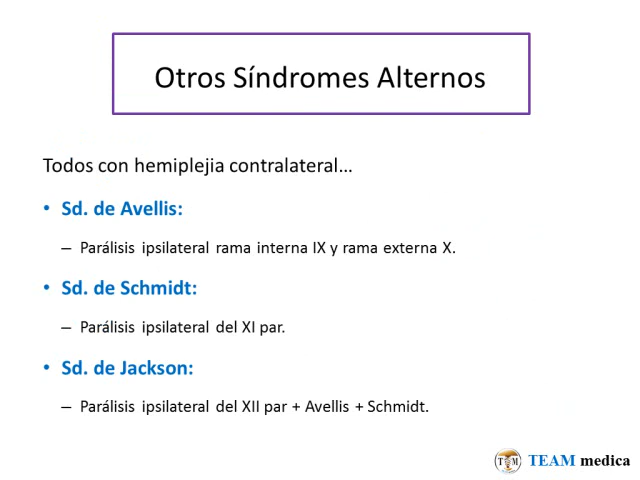 Otros Síndromes Alternos
Todos con hemiplejia contralateral…
• Sd. de Avellis:
– Parálisis ipsilateral rama interna IX y rama externa X.
• Sd. de Schmidt:
– Parálisis ipsilateral del XI par.
• Sd. de Jackson:
– Parálisis ipsilateral del XII par + Avellis + Schmidt.
TEAM medica